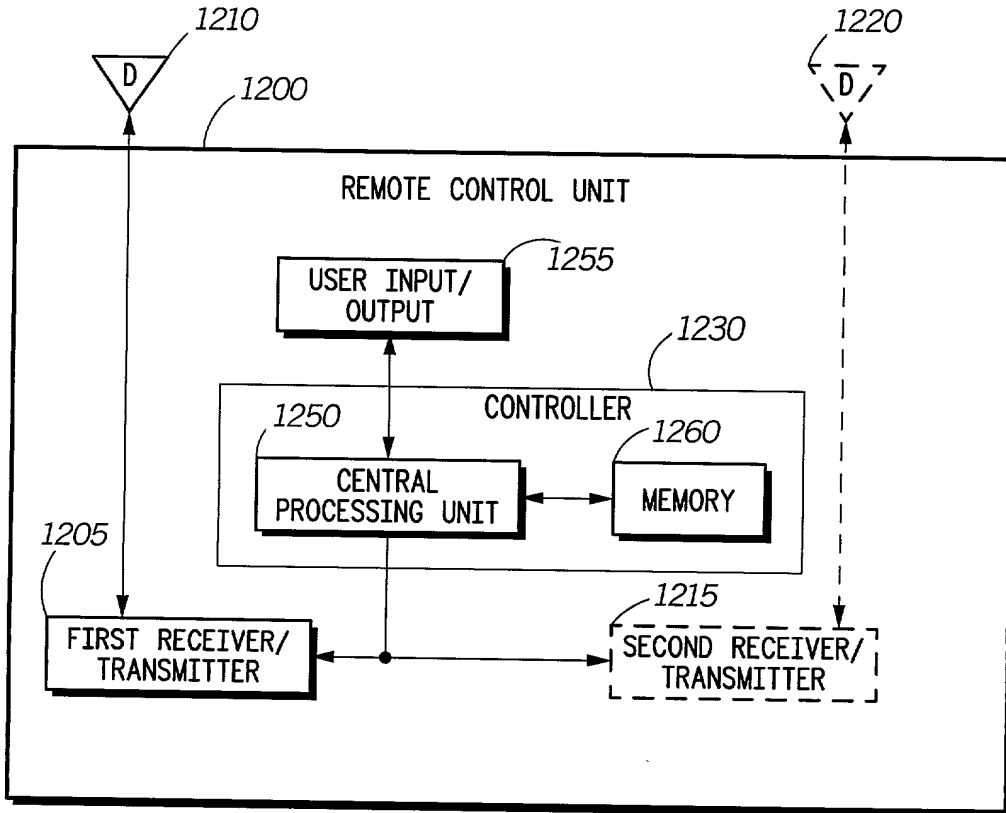 1210
1220
D
D
1200
REMOTE CONTROL UNIT
1255
USER INPUT/
OUTPUT
1230
CONTROLLER
1250
1260
CENTRAL
PROCESSING UNIT
MEMORY
1205
1215
FIRST RECEIVER/
TRANSMITTER
SECOND RECEIVER/
TRANSMITTER